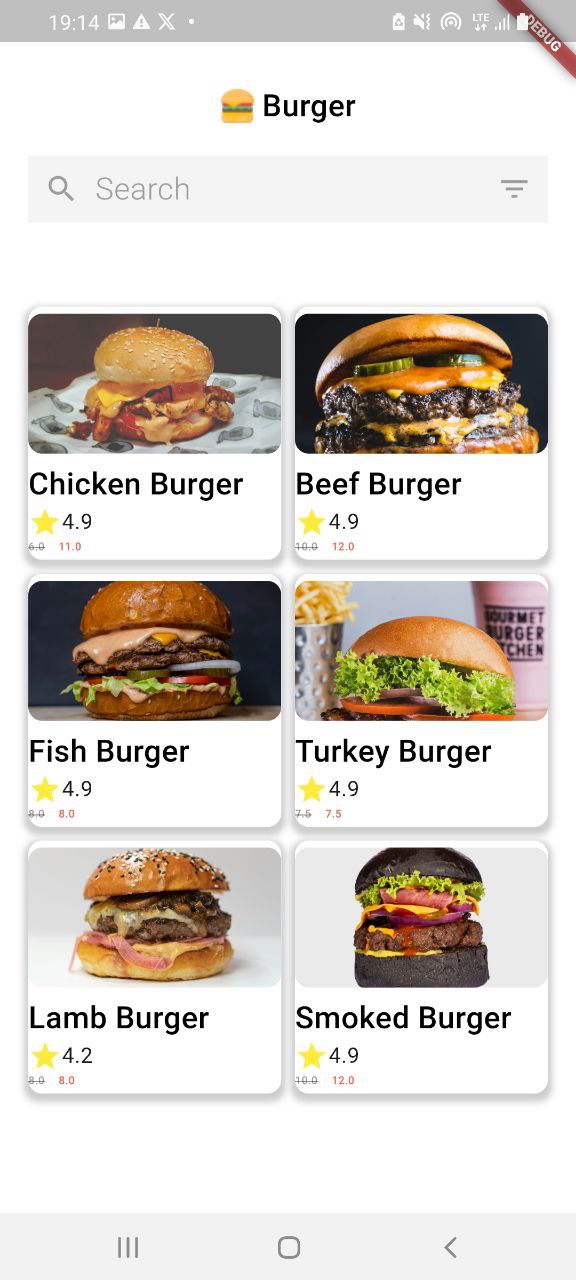 19:14
LTE
DEBUG
🍔 Burger
Search
Chicken Burger
Beef Burger
4.9
4.9
6.0 11.0
10.0 12.0
GOURMET
BURGER
KITCHEN
Fish Burger
Turkey Burger
4.9
4.9
8.0 8.0
7.5 7.5
Lamb Burger
Smoked Burger
4.2
4.9
8.0 8.0
10.0 12.0